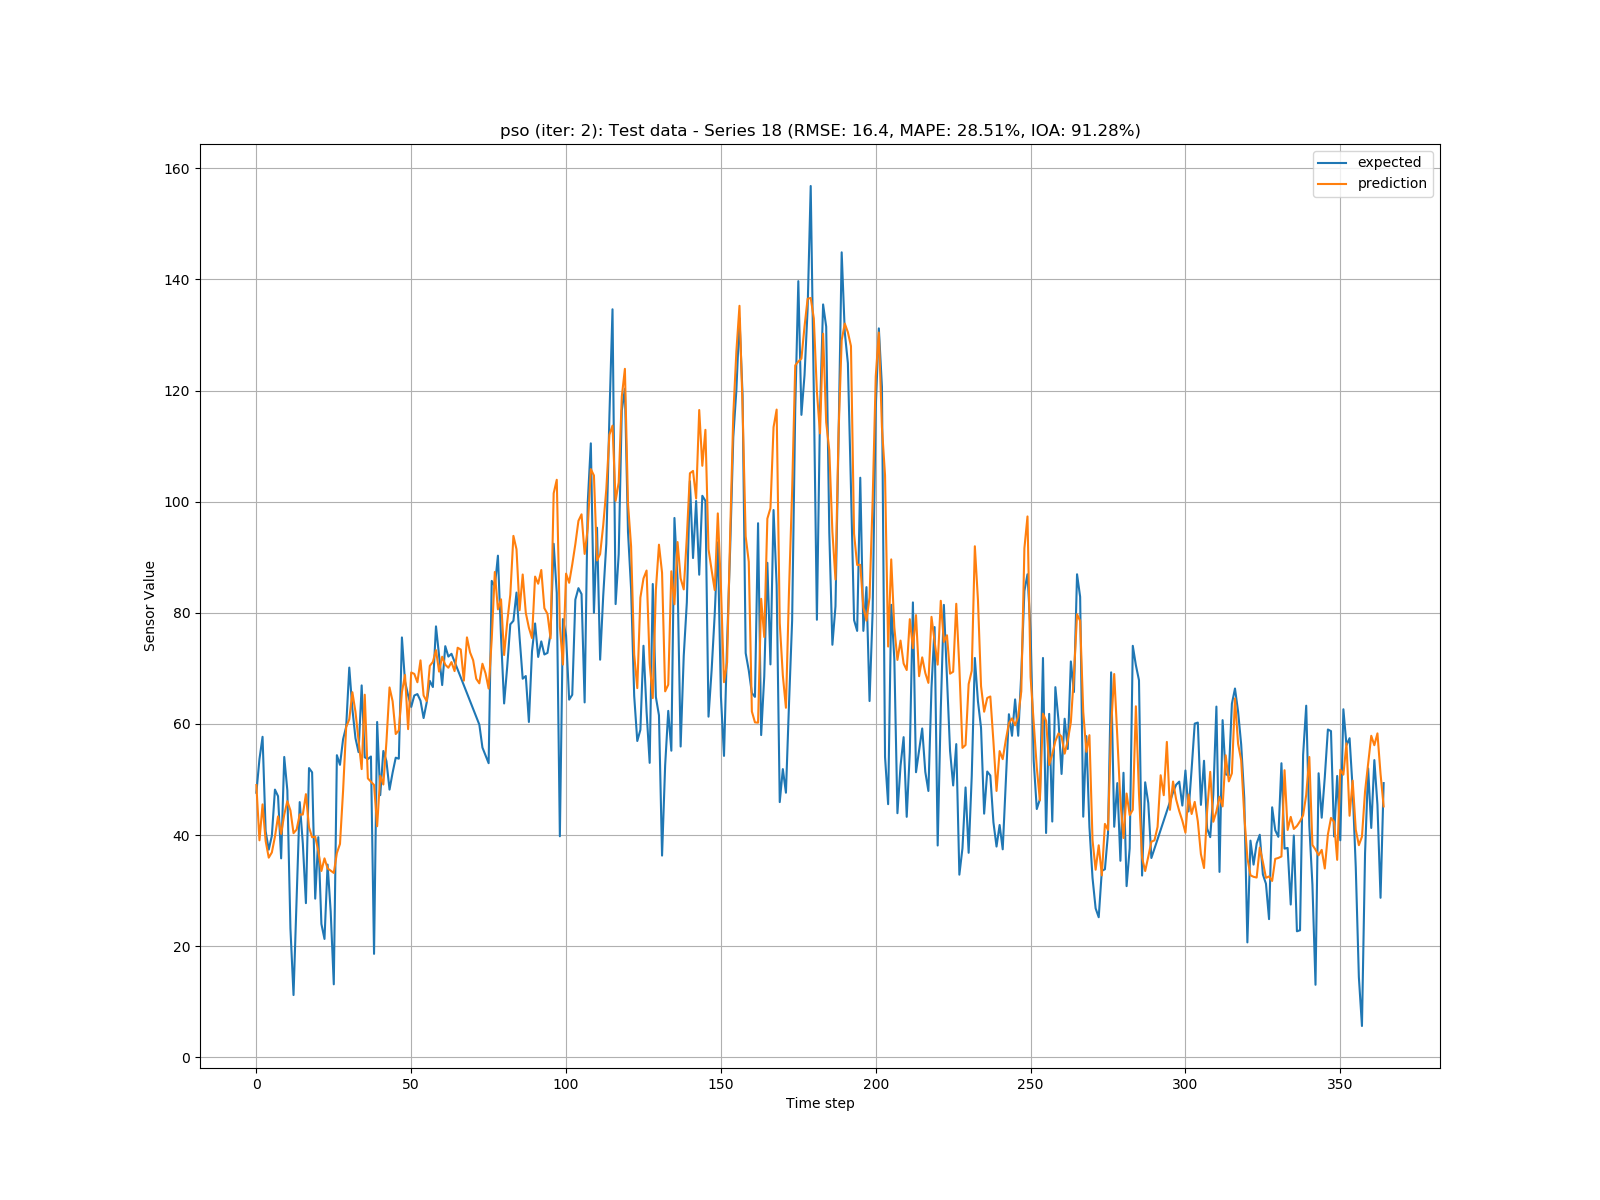 pso (iter: 2): Test data - Series 18 (RMSE: 16.4, MAPE: 28.51%, IOA: 91.28%)
expected
prediction
160
140
120
100
80
60
40
20
0
Sensor Value
0 50 100 150 200 250 300 350
Time step